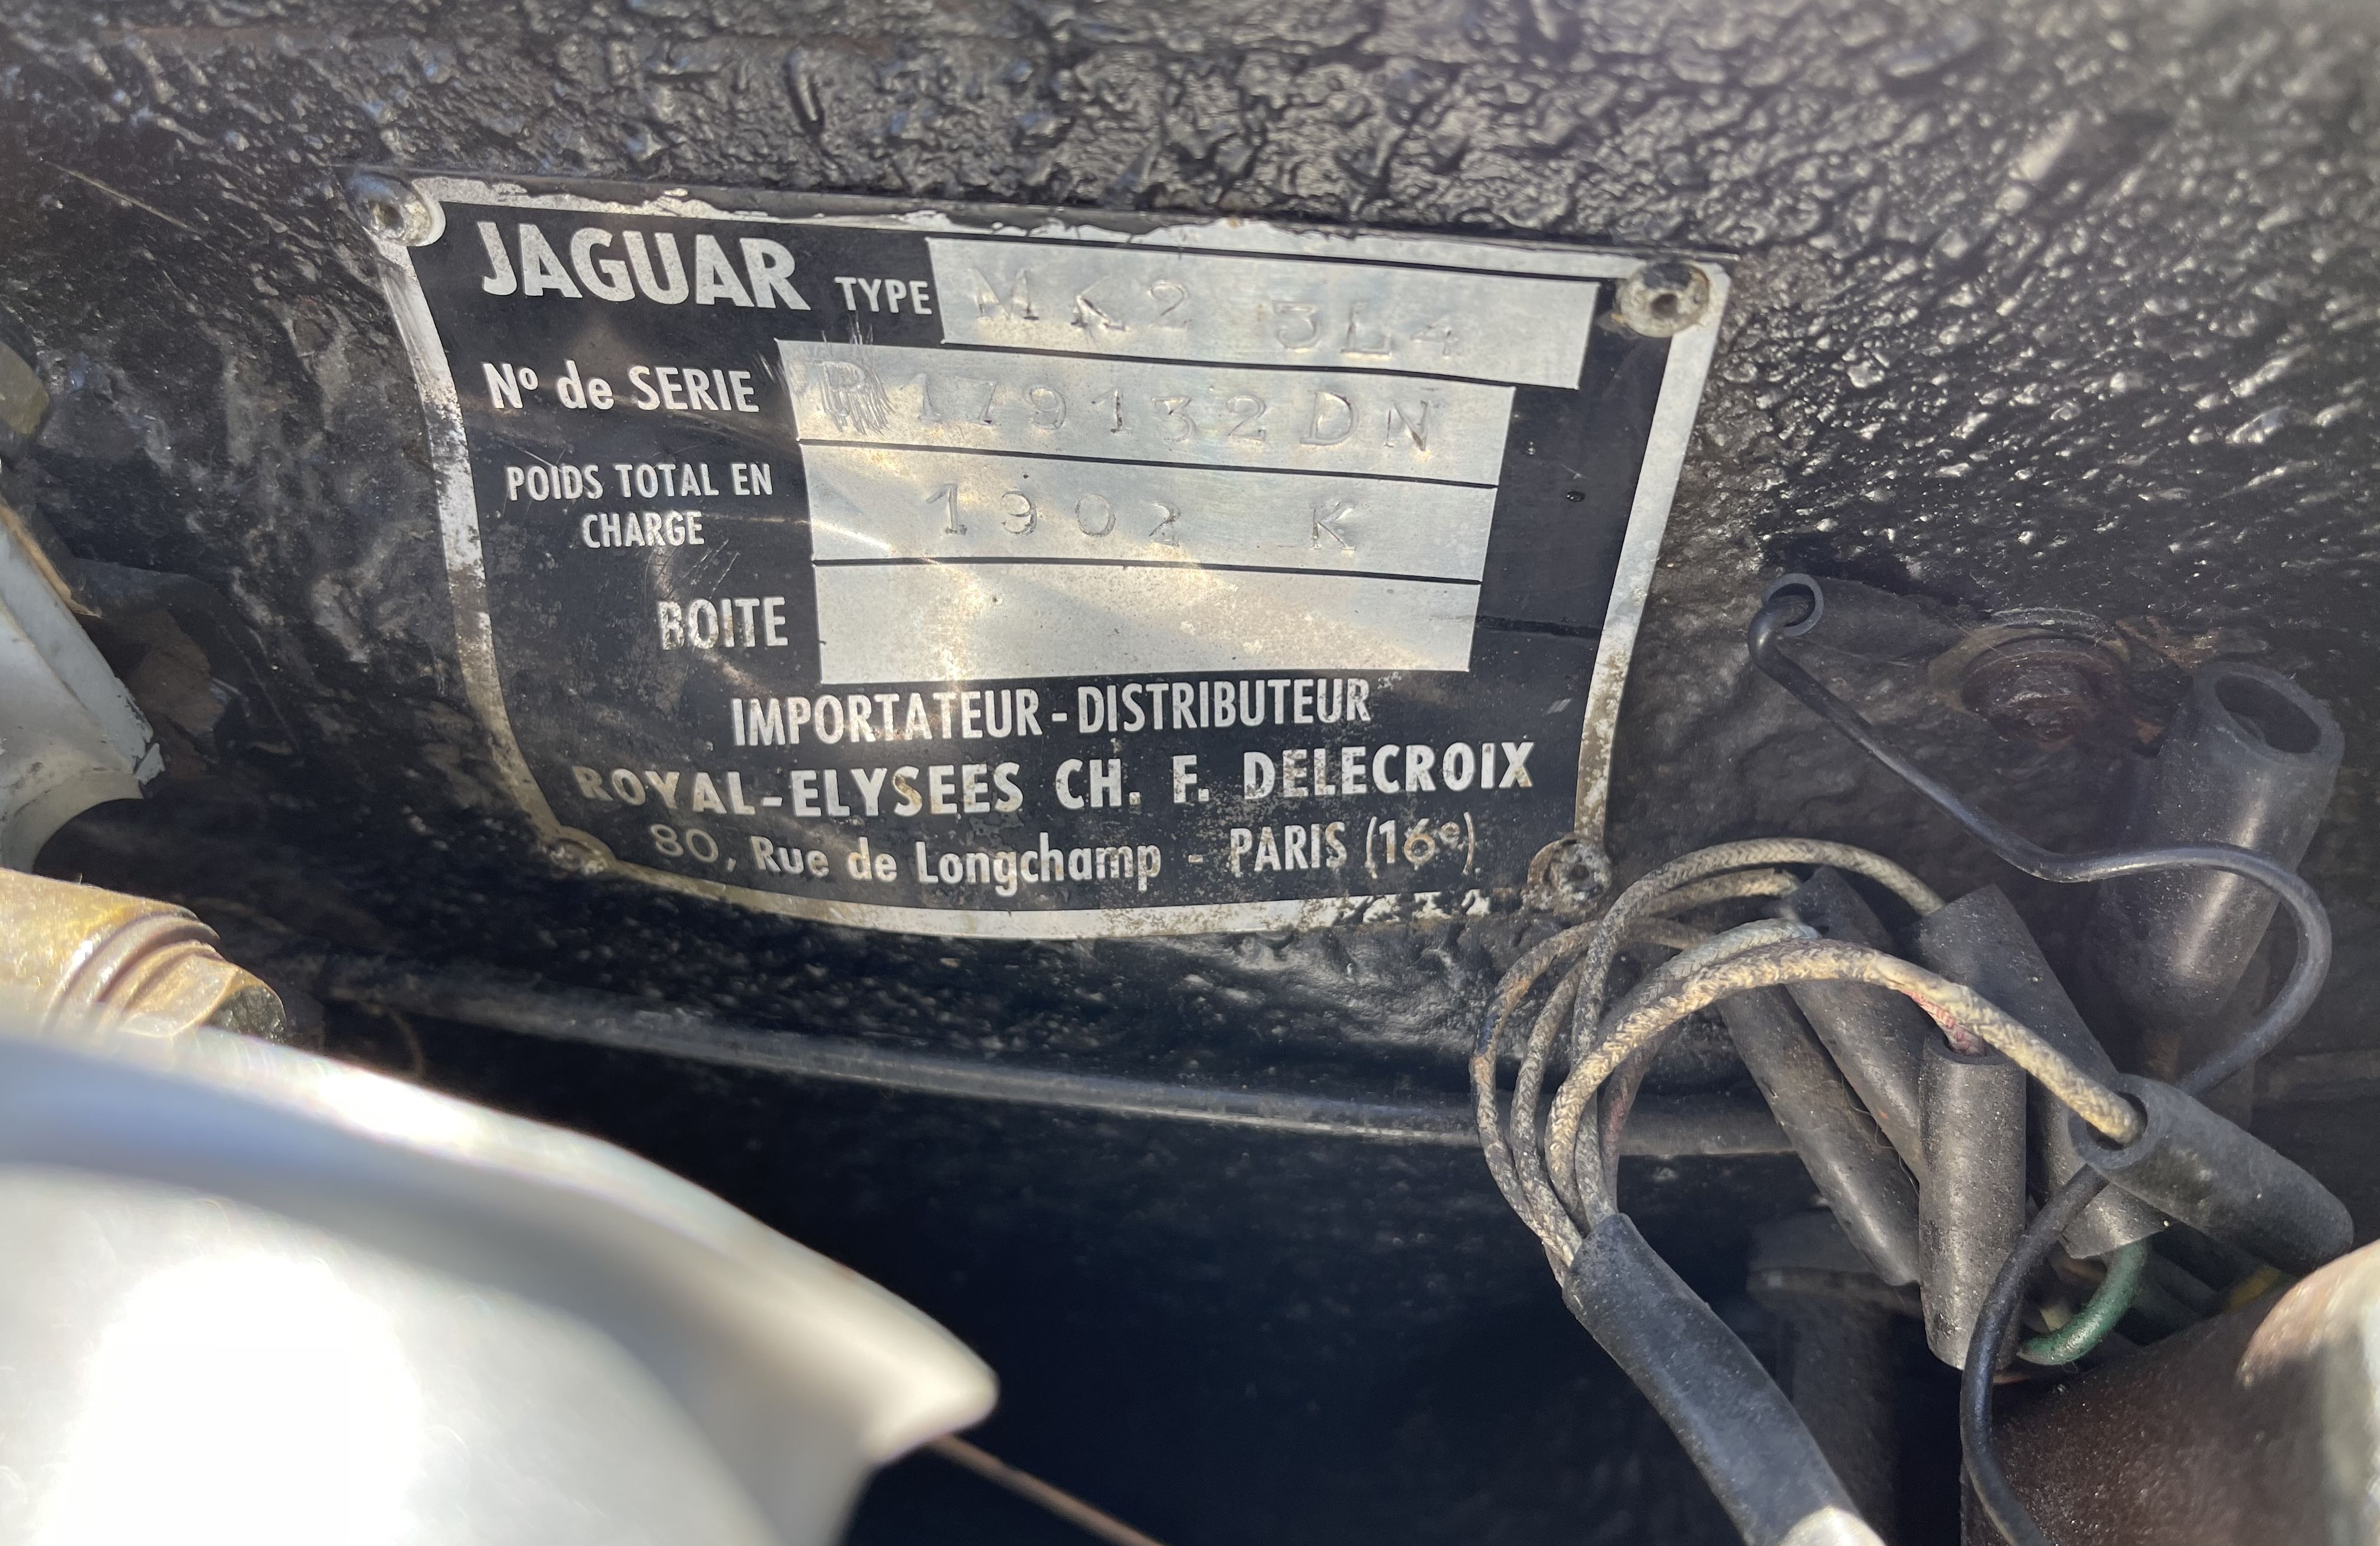 JAGUAR TYPE MK2 3L4
Nº de SERIE P179132DN
POIDS TOTAL EN CHARGE 1902 K
BOITE
IMPORTATEUR - DISTRIBUTEUR
ROYAL-ELYSEES CH. F. DELECROIX
80, Rue de Longchamp - PARIS (16e)